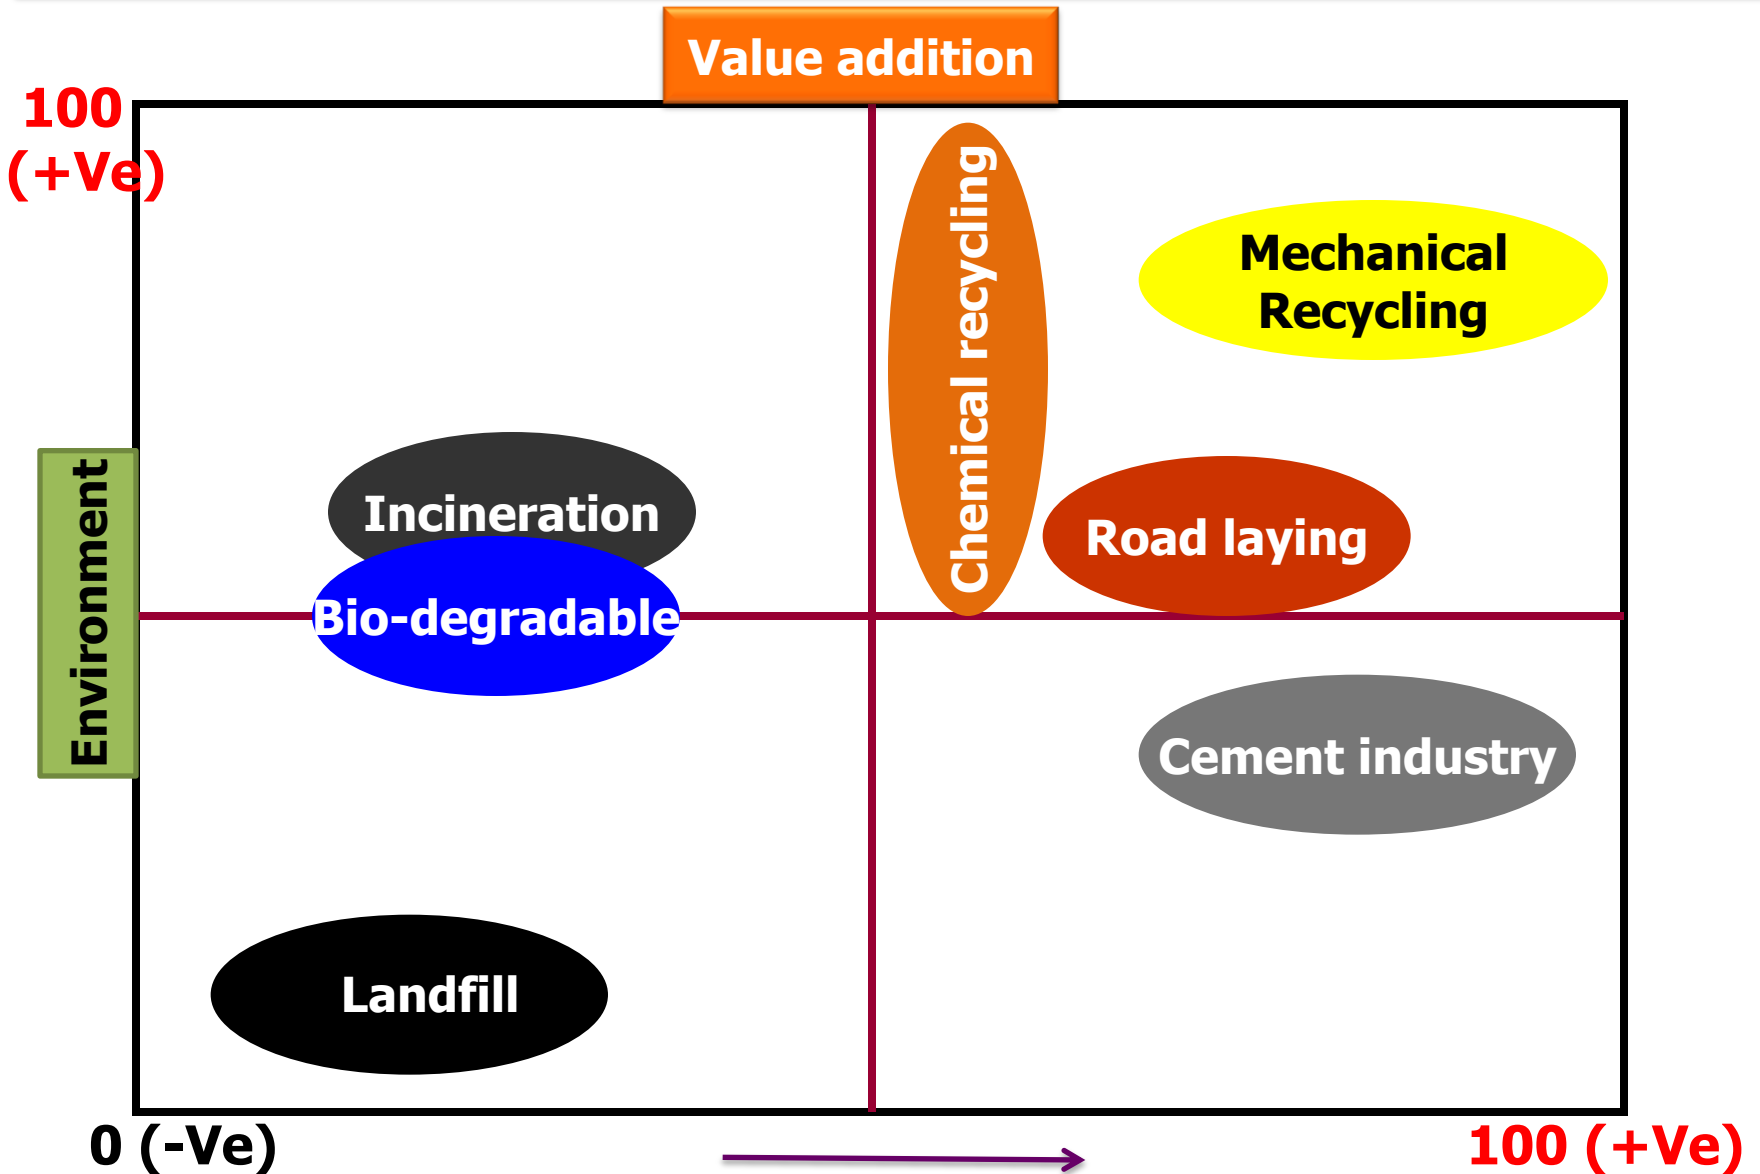 Value addition
100
(+Ve)
Chemical recycling
Mechanical
Recycling
Environment
Incineration
Road laying
Bio-degradable
Cement industry
Landfill
0 (-Ve)
100 (+Ve)